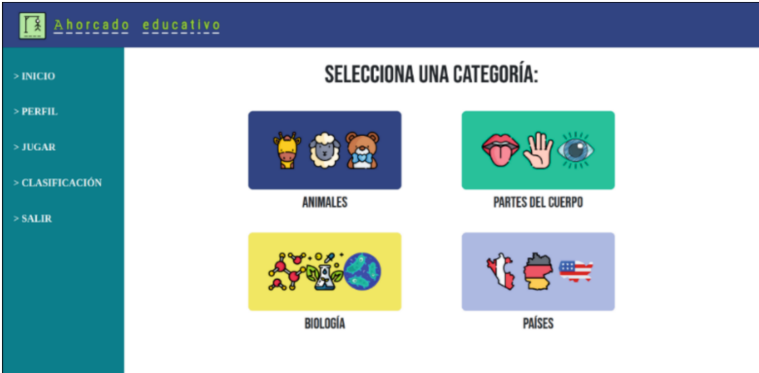 Ahorcado educativo
> INICIO
> PERFIL
> JUGAR
> CLASIFICACIÓN
> SALIR
SELECCIONA UNA CATEGORÍA:
ANIMALES
PARTES DEL CUERPO
BIOLOGÍA
PAÍSES